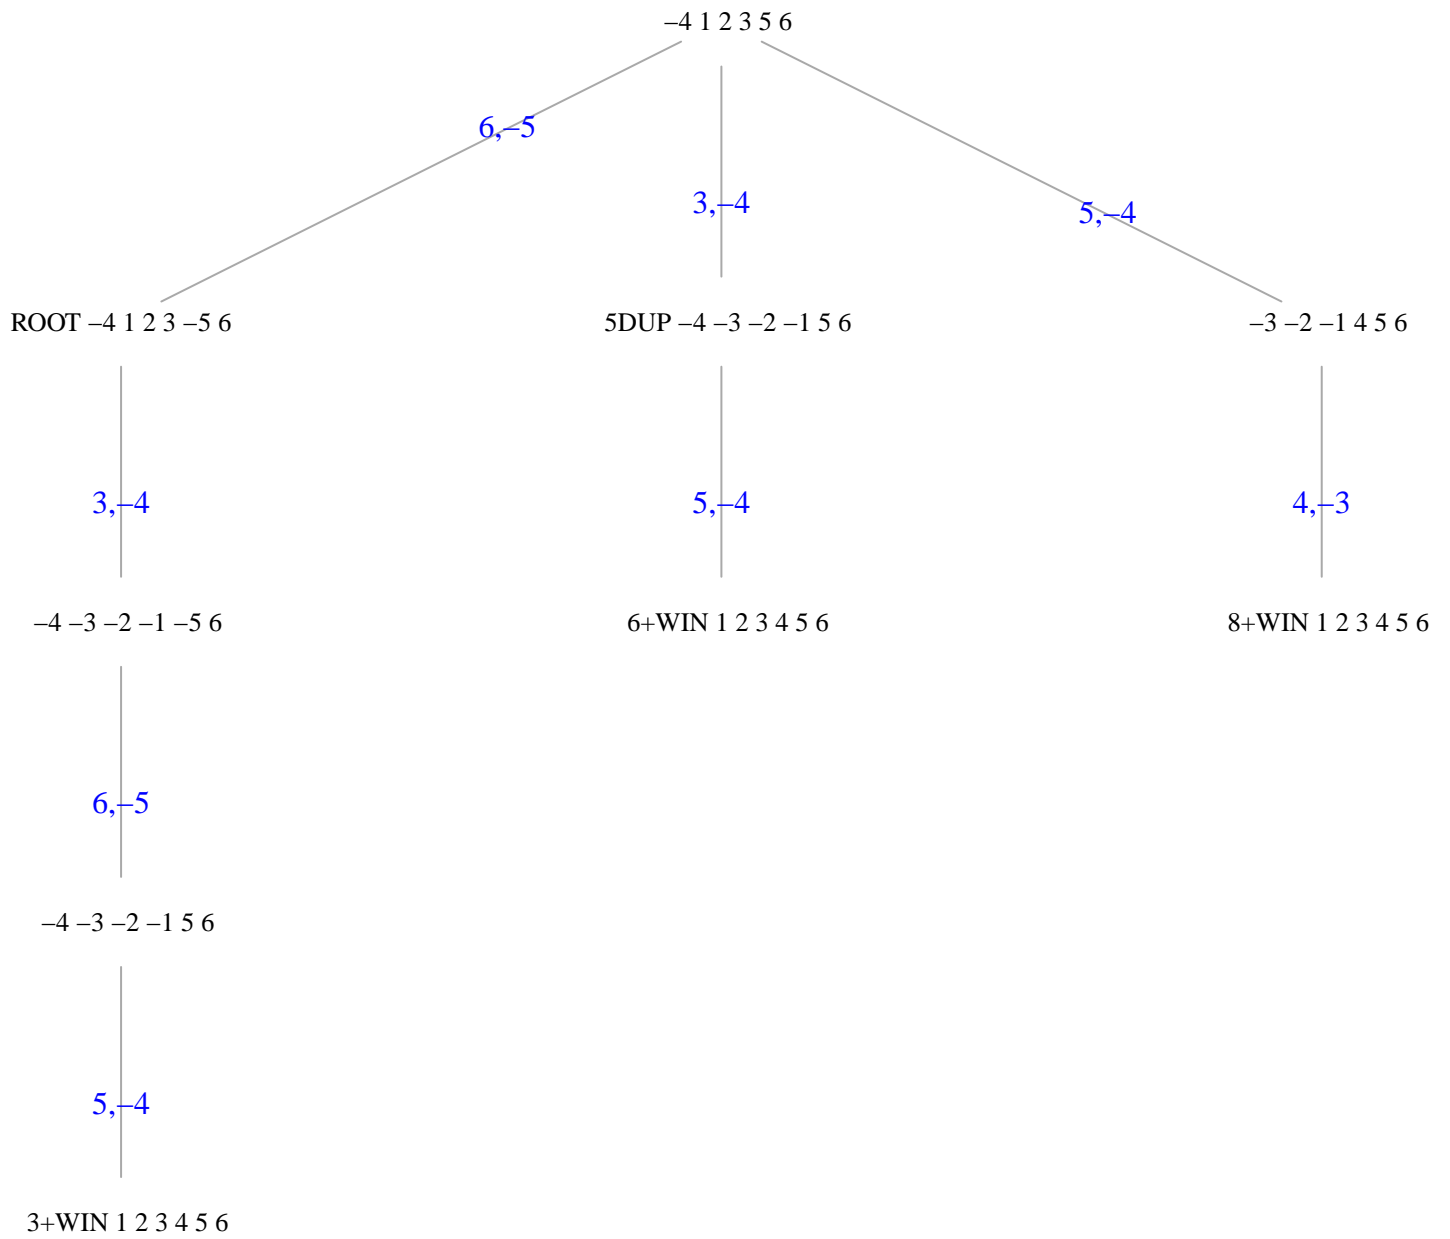 –4 1 2 3 5 6
6,–5
3,–4
5,–4
ROOT –4 1 2 3 –5 6
5DUP –4 –3 –2 –1 5 6
–3 –2 –1 4 5 6
3,–4
5,–4
4,–3
–4 –3 –2 –1 –5 6
6+WIN 1 2 3 4 5 6
8+WIN 1 2 3 4 5 6
6,–5
–4 –3 –2 –1 5 6
5,–4
3+WIN 1 2 3 4 5 6